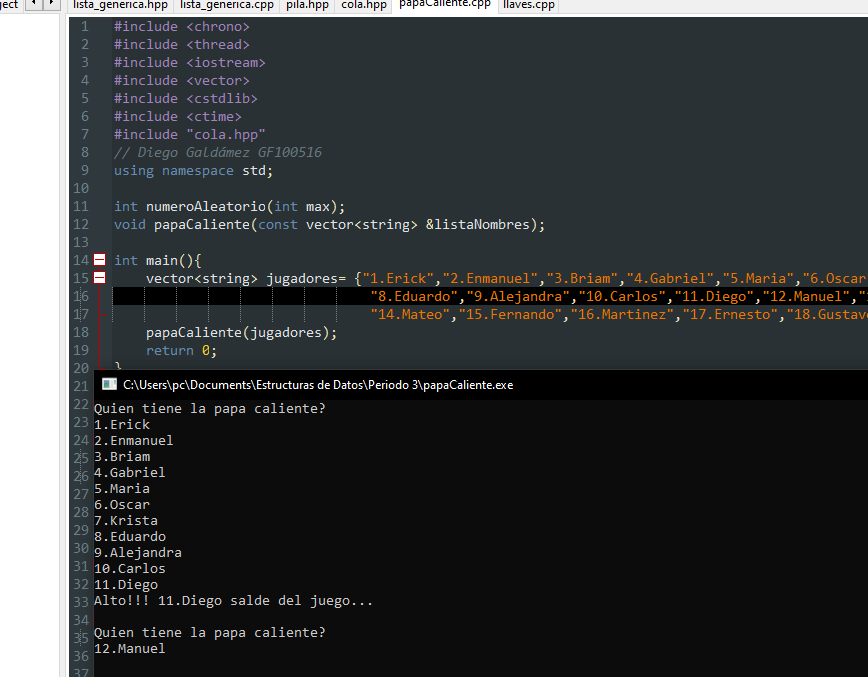 ject lista_generica.hpp lista_generica.cpp pila.hpp cola.hpp papaCaliente.cpp llaves.cpp
1 #include <chrono>
2 #include <thread>
3 #include <iostream>
4 #include <vector>
5 #include <cstdlib>
6 #include <ctime>
7 #include "cola.hpp"
8 // Diego Galdámez GF100516
9 using namespace std;
10
11 int numeroAleatorio(int max);
12 void papaCaliente(const vector<string> &listaNombres);
13
14 int main(){
15 vector<string> jugadores= {"1.Erick","2.Enmanuel","3.Briam","4.Gabriel","5.Maria","6.Oscar
16 "8.Eduardo","9.Alejandra","10.Carlos","11.Diego","12.Manuel",
17 "14.Mateo","15.Fernando","16.Martinez","17.Ernesto","18.Gustavo
18 papaCaliente(jugadores);
19 return 0;
20 }
21 C:\Users\pc\Documents\Estructuras de Datos\Periodo 3\papaCaliente.exe
22 Quien tiene la papa caliente?
23 1.Erick
24 2.Enmanuel
25 3.Briam
26 4.Gabriel
27 5.Maria
28 6.Oscar
29 7.Krista
30 8.Eduardo
9.Alejandra
31 10.Carlos
32 11.Diego
33 Alto!!! 11.Diego salde del juego...
34
35 Quien tiene la papa caliente?
36 12.Manuel
37